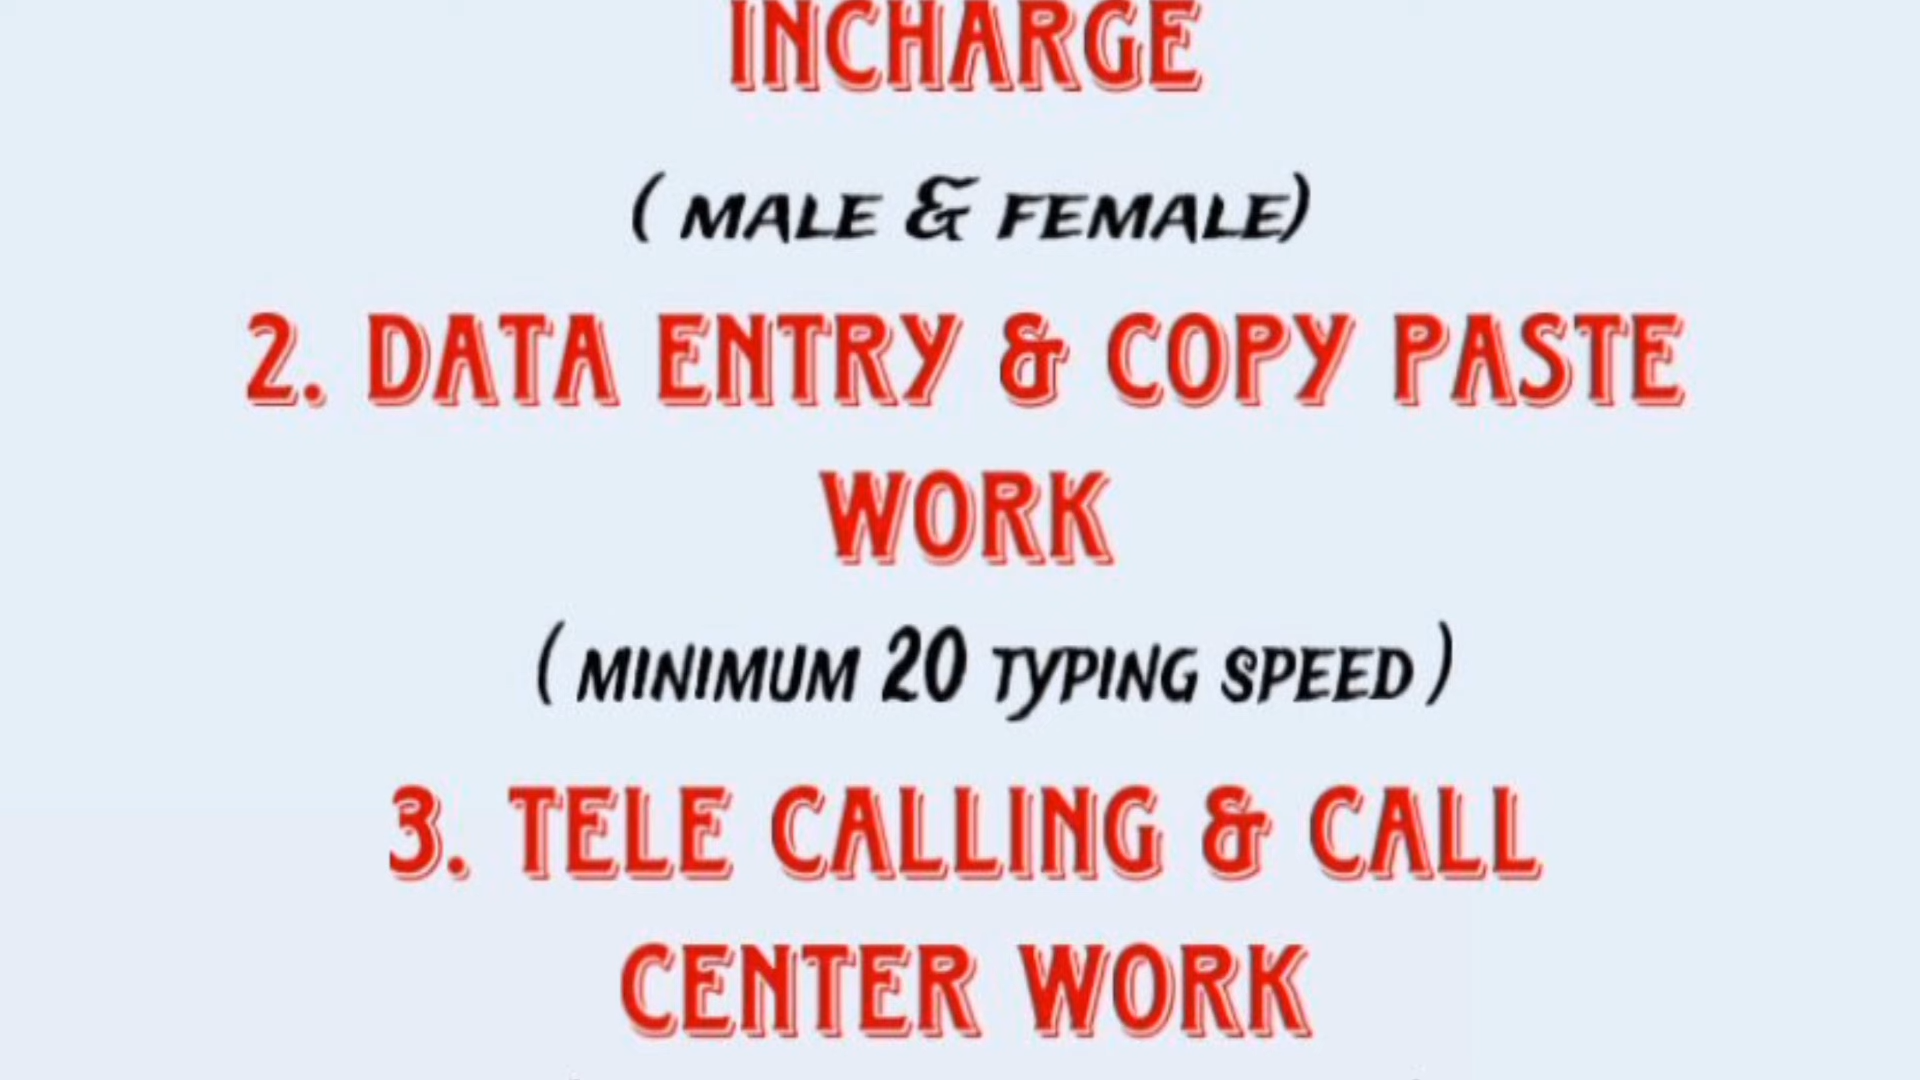 INCHARGE
( MALE & FEMALE)
2. DATA ENTRY & COPY PASTE
WORK
( MINIMUM 20 TYPING SPEED )
3. TELE CALLING & CALL
CENTER WORK